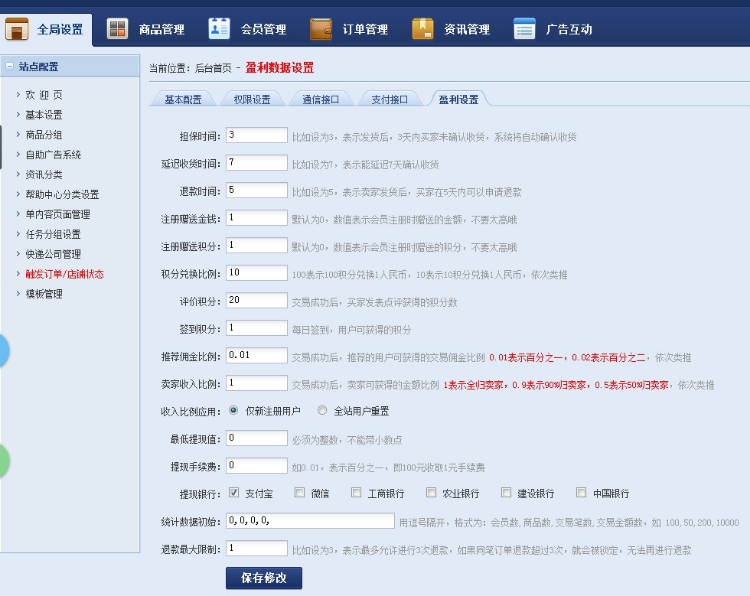 全局设置 商品管理 会员管理 订单管理 资讯管理 广告互动
站点配置
欢 迎 页
基本设置
商品分组
自助广告系统
资讯分类
帮助中心分类设置
单内容页面管理
任务分组设置
快递公司管理
触发订单/店铺状态
模板管理
当前位置：后台首页 - 盈利数据设置
基本配置 权限设置 通信接口 支付接口 盈利设置
担保时间： 3 比如设为3，表示发货后，3天内买家未确认收货，系统将自动确认收货
延迟收货时间： 7 比如设为7，表示能延迟7天确认收货
退款时间： 5 比如设为5，表示卖家发货后，买家在5天内可以申请退款
注册赠送金钱： 1 默认为0，数值表示会员注册时赠送的金额，不要太高哦
注册赠送积分： 1 默认为0，数值表示会员注册时赠送的积分，不要太高哦
积分兑换比例： 10 100表示100积分兑换1人民币，10表示10积分兑换1人民币，依次类推
评价积分： 20 交易成功后，买家发表点评获得的积分数
签到积分： 1 每日签到，用户可获得的积分
推荐佣金比例： 0.01 交易成功后，推荐的用户可获得的交易佣金比例 0.01表示百分之一，0.02表示百分之二，依次类推
卖家收入比例： 1 交易成功后，卖家可获得的金额比例 1表示全归卖家，0.9表示90%归卖家，0.5表示50%归卖家，依次类推
收入比例应用： 仅新注册用户 全站用户重置
最低提现值： 0 必须为整数，不能带小数点
提现手续费： 0 如0.01，表示百分之一，即100元收取1元手续费
提现银行： 支付宝 微信 工商银行 农业银行 建设银行 中国银行
统计数据初始： 0,0,0,0, 用逗号隔开，格式为：会员数,商品数,交易笔数,交易金额数，如 100,50,200,10000
退款最大限制： 1 比如设为3，表示最多允许进行3次退款，如果同笔订单退款超过3次，就会被锁定，无法再进行退款
保存修改